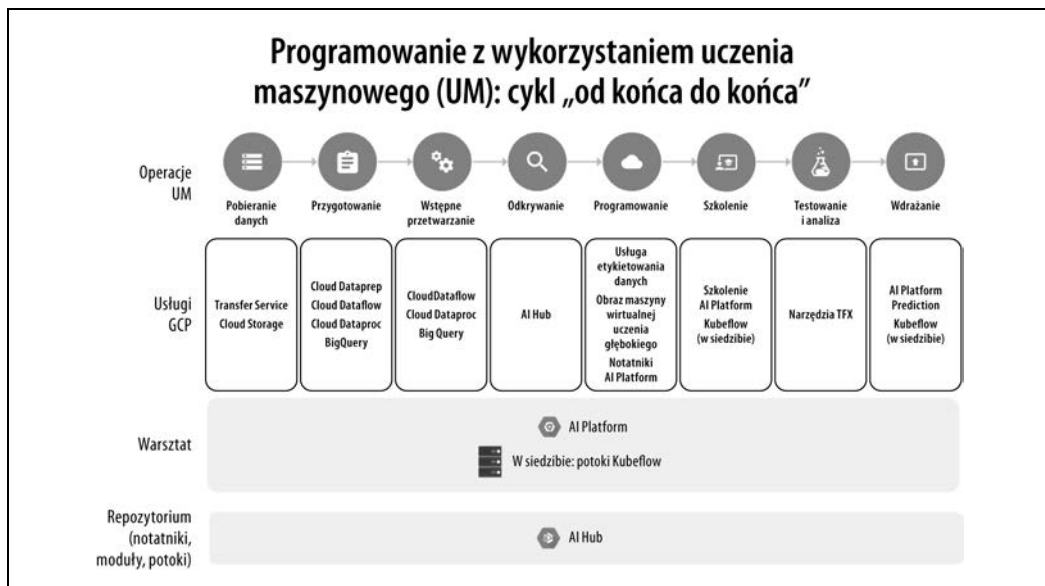 Programowanie z wykorzystaniem uczenia
maszynowego (UM): cykl „od końca do końca”
Operacje
UM
Pobieranie
danych
Przygotowanie
Wstępne
przetwarzanie
Odkrywanie
Programowanie
Szkolenie
Testowanie
i analiza
Wdrażanie
Usługi
GCP
Transfer Service
Cloud Storage
Cloud Dataprep
Cloud Dataflow
Cloud Dataproc
BigQuery
CloudDataflow
Cloud Dataproc
Big Query
AI Hub
Usługa
etykietowania
danych
Obraz maszyny
wirtualnej
uczenia
głębokiego
Notatniki
AI Platform
Szkolenie
AI Platform
Kubeflow
(w siedzibie)
Narzędzia TFX
AI Platform
Prediction
Kubeflow
(w siedzibie)
Warsztat
AI Platform
W siedzibie: potoki Kubeflow
Repozytorium
(notatniki,
moduły, potoki)
AI Hub